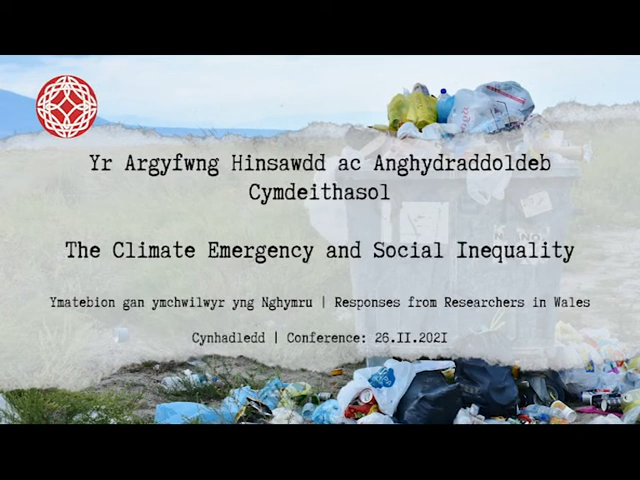 Yr Argyfwng Hinsawdd ac Anghydraddoldeb
Cymdeithasol
The Climate Emergency and Social Inequality
Ymatebion gan ymchwilwyr yng Nghymru | Responses from Researchers in Wales
Cynhadledd | Conference: 26.11.2021